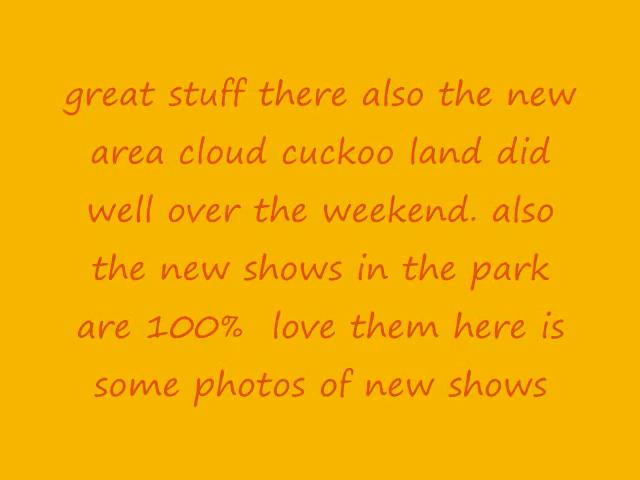 great stuff there also the new
area cloud cuckoo land did
well over the weekend. also
the new shows in the park
are 100%  love them here is
some photos of new shows